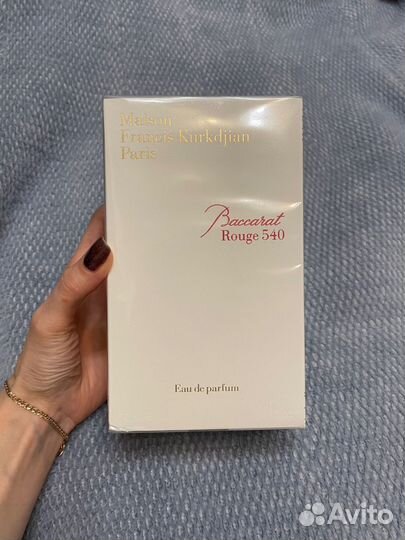 Maison
Francis Kurkdjian
Paris
Baccarat
Rouge 540
Eau de parfum
Avito